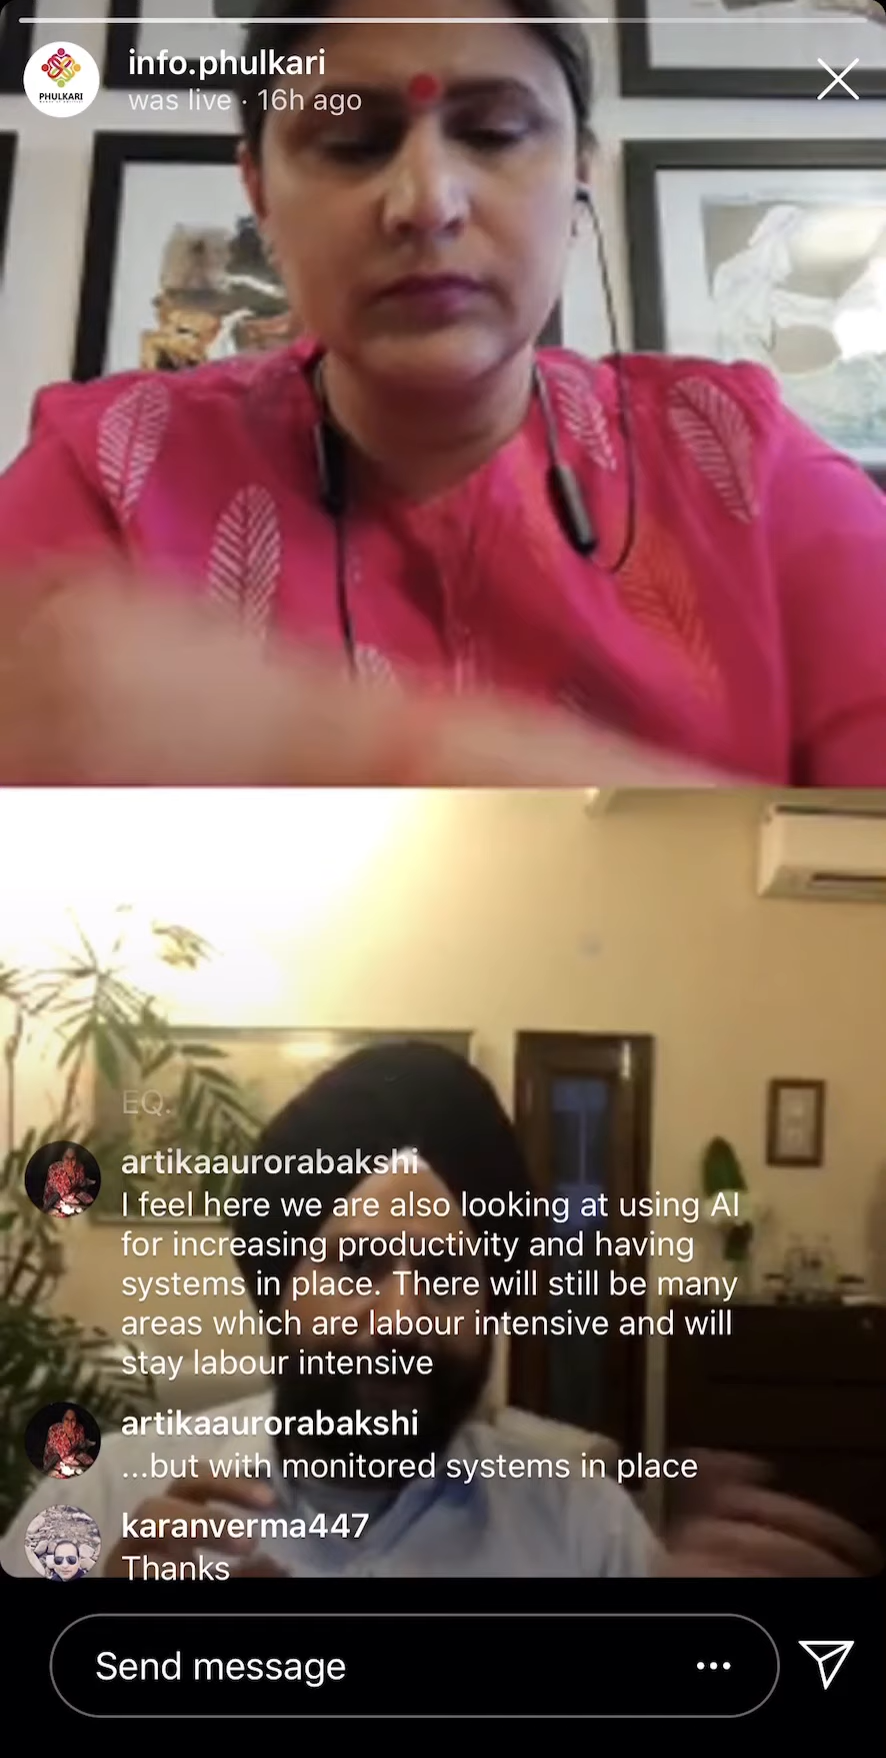 info.phulkari
was live · 16h ago
PHULKARI
EQ.
artikaaurorabakshi
I feel here we are also looking at using AI
for increasing productivity and having
systems in place. There will still be many
areas which are labour intensive and will
stay labour intensive
artikaaurorabakshi
...but with monitored systems in place
karanverma447
Thanks
Send message